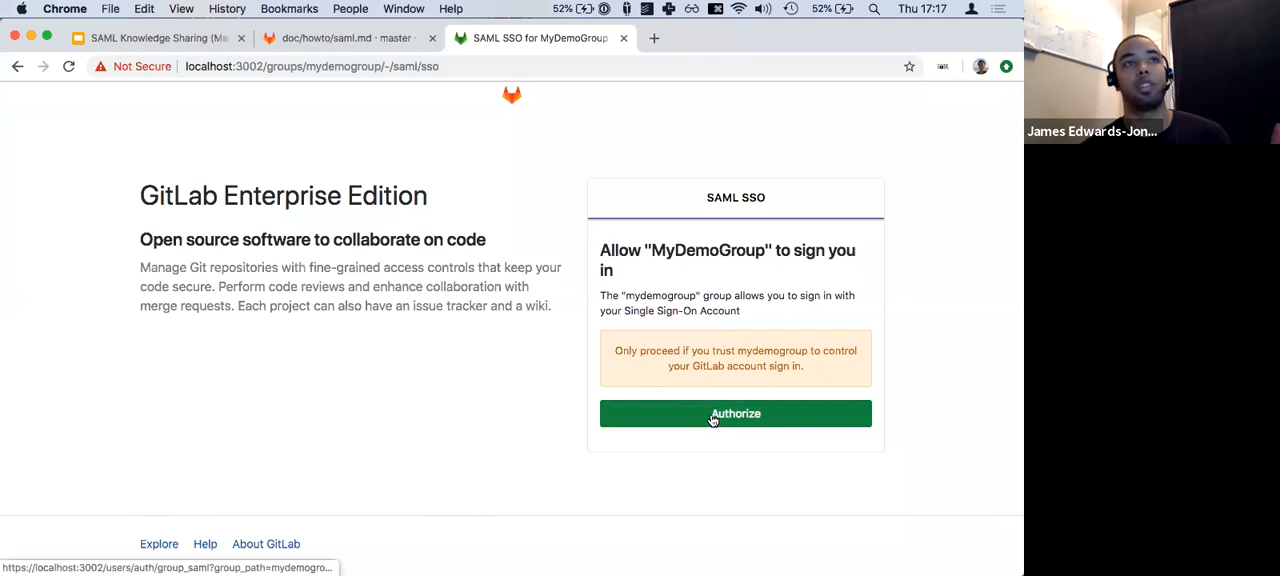 Chrome File Edit View History Bookmarks People Window Help 52% 52% Thu 17:17
SAML Knowledge Sharing (Ma
doc/howto/saml.md · master ·
SAML SSO for MyDemoGroup
Not Secure localhost:3002/groups/mydemogroup/-/saml/sso
James Edwards-Jon...
GitLab Enterprise Edition
Open source software to collaborate on code
Manage Git repositories with fine-grained access controls that keep your
code secure. Perform code reviews and enhance collaboration with
merge requests. Each project can also have an issue tracker and a wiki.
SAML SSO
Allow "MyDemoGroup" to sign you
in
The "mydemogroup" group allows you to sign in with
your Single Sign-On Account
Only proceed if you trust mydemogroup to control
your GitLab account sign in.
Authorize
Explore Help About GitLab
https://localhost:3002/users/auth/group_saml?group_path=mydemogro...